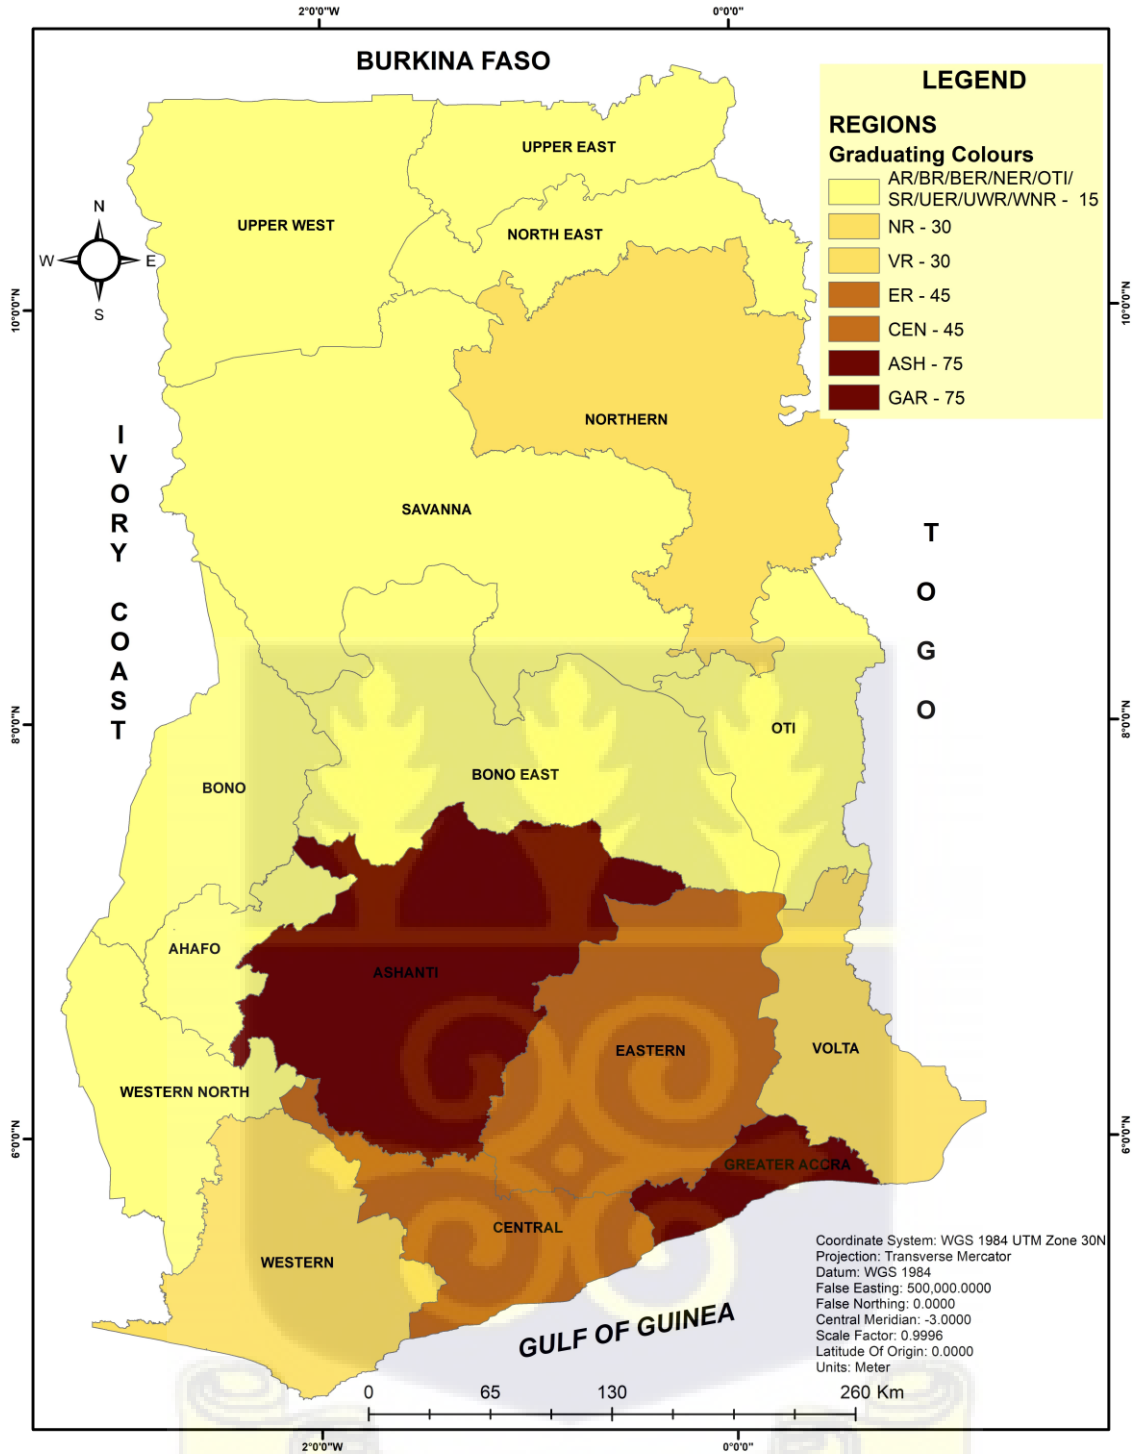 2°0'0"W
0°0'0"
BURKINA FASO
LEGEND
REGIONS
Graduating Colours
AR/BR/BER/NER/OTI/
SR/UER/UWR/WNR - 15
NR - 30
VR - 30
ER - 45
CEN - 45
ASH - 75
GAR - 75
UPPER EAST
UPPER WEST
NORTH EAST
N
W
E
S
10°0'0"N
10°0'0"N
NORTHERN
IVORY COAST
SAVANNA
TOGO
8°0'0"N
8°0'0"N
OTI
BONO EAST
BONO
AHAFO
ASHANTI
EASTERN
VOLTA
WESTERN NORTH
6°0'0"N
6°0'0"N
GREATER ACCRA
CENTRAL
WESTERN
Coordinate System: WGS 1984 UTM Zone 30N
Projection: Transverse Mercator
Datum: WGS 1984
False Easting: 500,000.0000
False Northing: 0.0000
Central Meridian: -3.0000
Scale Factor: 0.9996
Latitude Of Origin: 0.0000
Units: Meter
GULF OF GUINEA
0 65 130 260 Km
2°0'0"W
0°0'0"